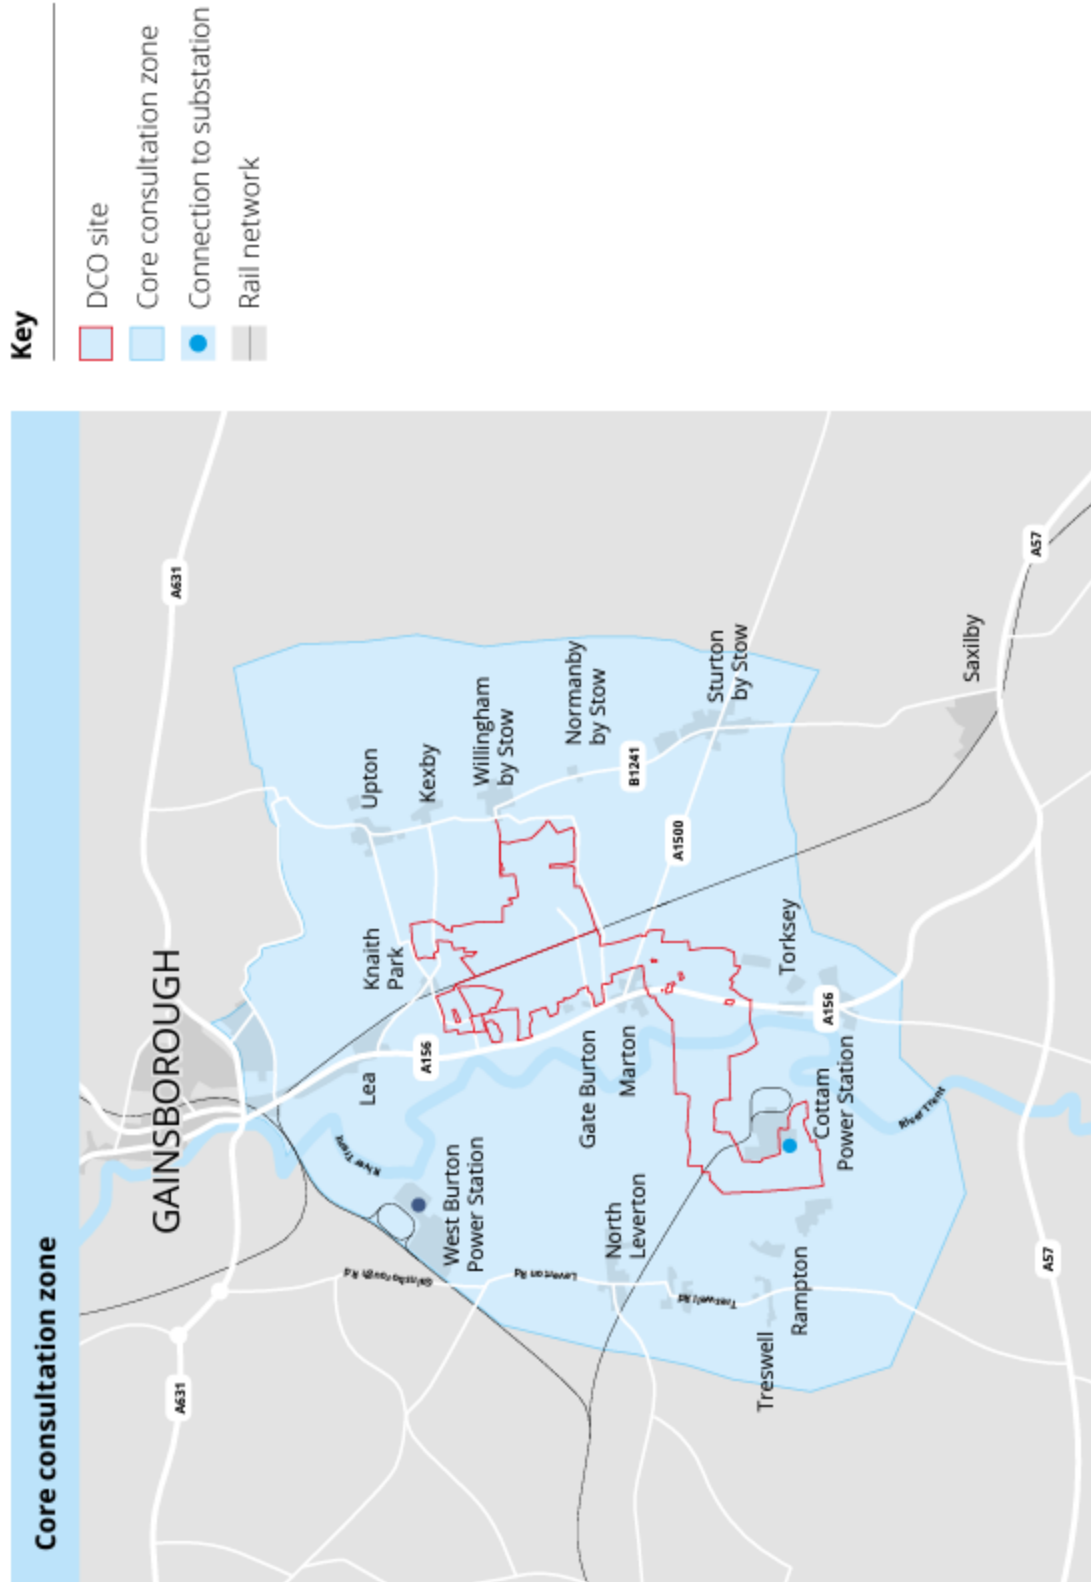 Core consultation zone
Key
DCO site
Core consultation zone
Connection to substation
Rail network
A631
A631
GAINSBOROUGH
Upton
Kexby
Willingham
by Stow
Normanby
by Stow
Sturton
by Stow
Saxilby
Knaith
Park
Lea
A156
River Trent
West Burton
Power Station
Gainsborough Rd
Leverton Rd
Gate Burton
Marton
B1241
A1500
North
Leverton
Treswell Rd
Torksey
A156
Cottam
Power Station
River Trent
Rampton
Treswell
A57
A57